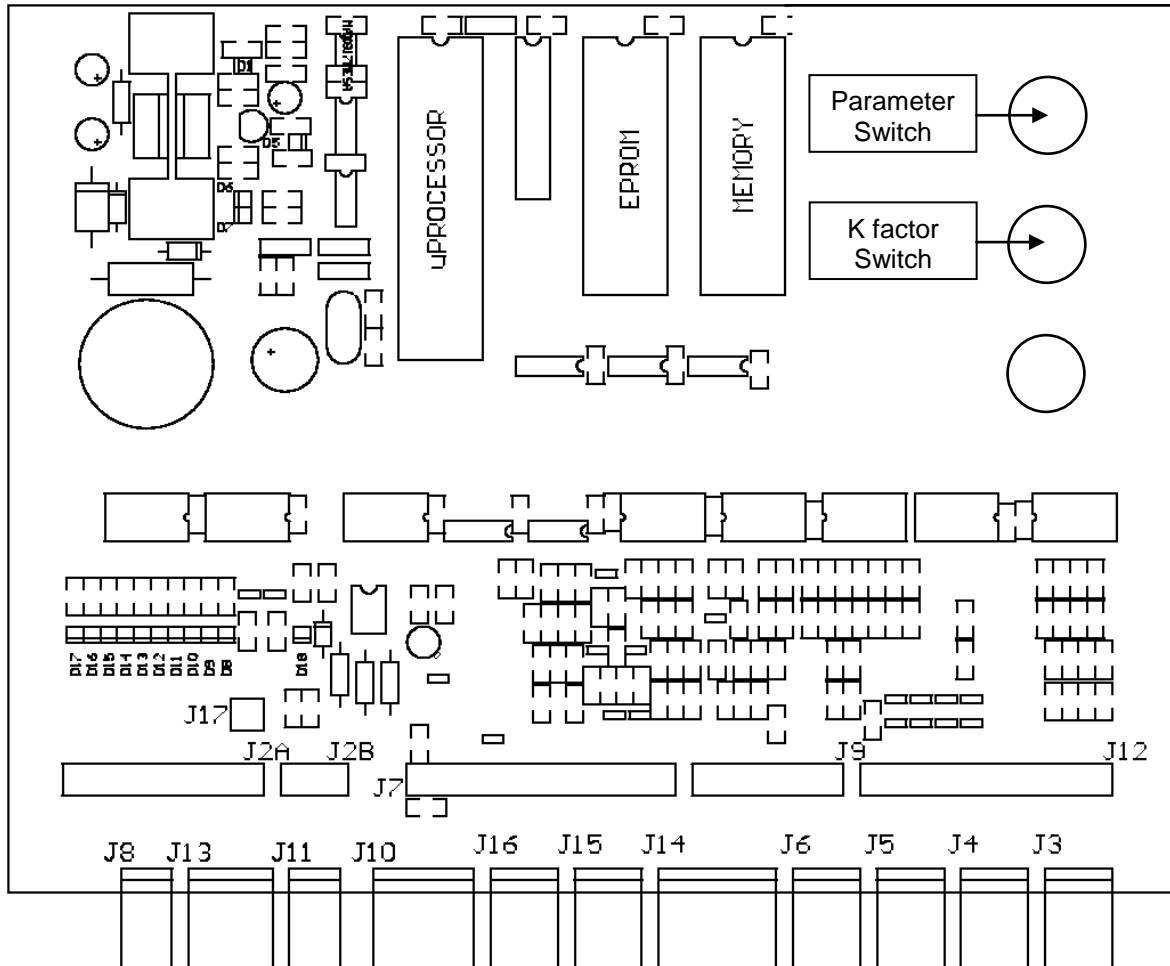 Parameter
Switch
K factor
Switch
uPROCESSOR
EPROM
MEMORY
D1
D5
D6
D7
D17 D16 D15 D14 D13 D12 D11 D10 D9 D8
D18
J17
J2A
J2B
J7
J9
J12
J8
J13
J11
J10
J16
J15
J14
J6
J5
J4
J3